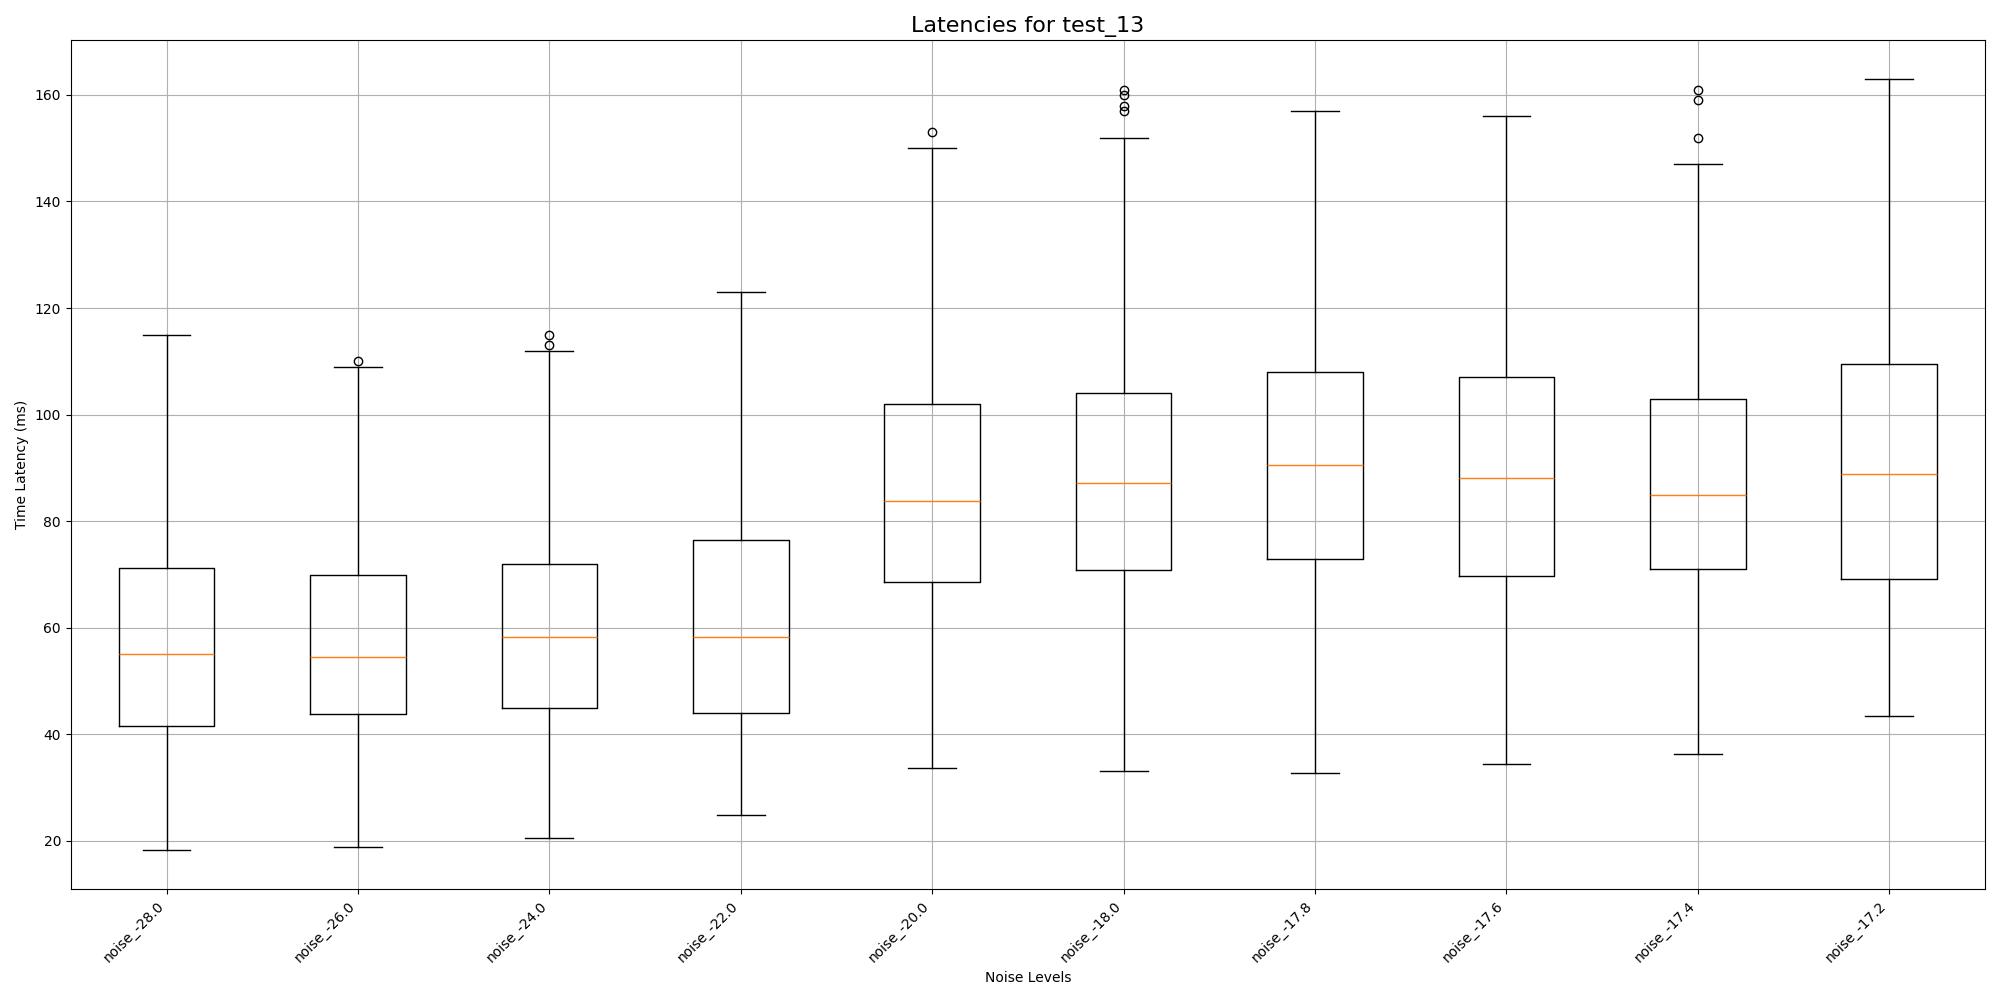 Latencies for test_13
Time Latency (ms)
160
140
120
100
80
60
40
20
noise_-28.0
noise_-26.0
noise_-24.0
noise_-22.0
noise_-20.0
noise_-18.0
noise_-17.8
noise_-17.6
noise_-17.4
noise_-17.2
Noise Levels